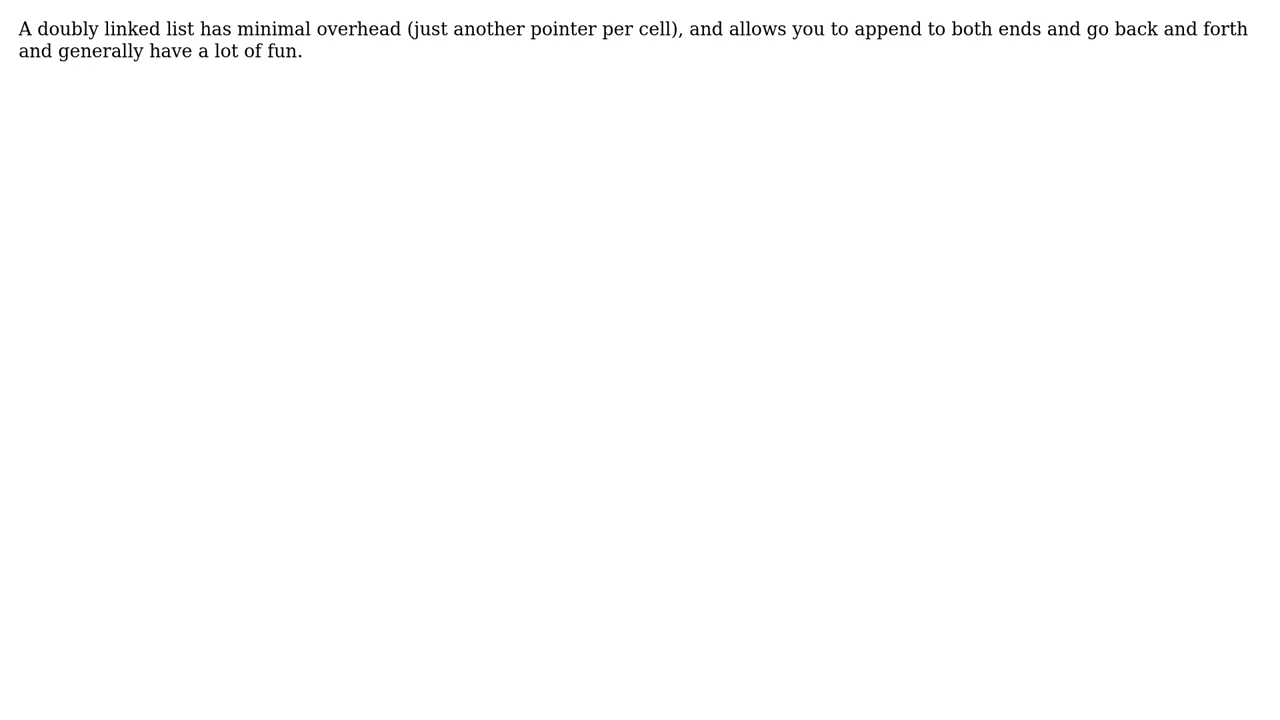 A doubly linked list has minimal overhead (just another pointer per cell), and allows you to append to both ends and go back and forth
and generally have a lot of fun.